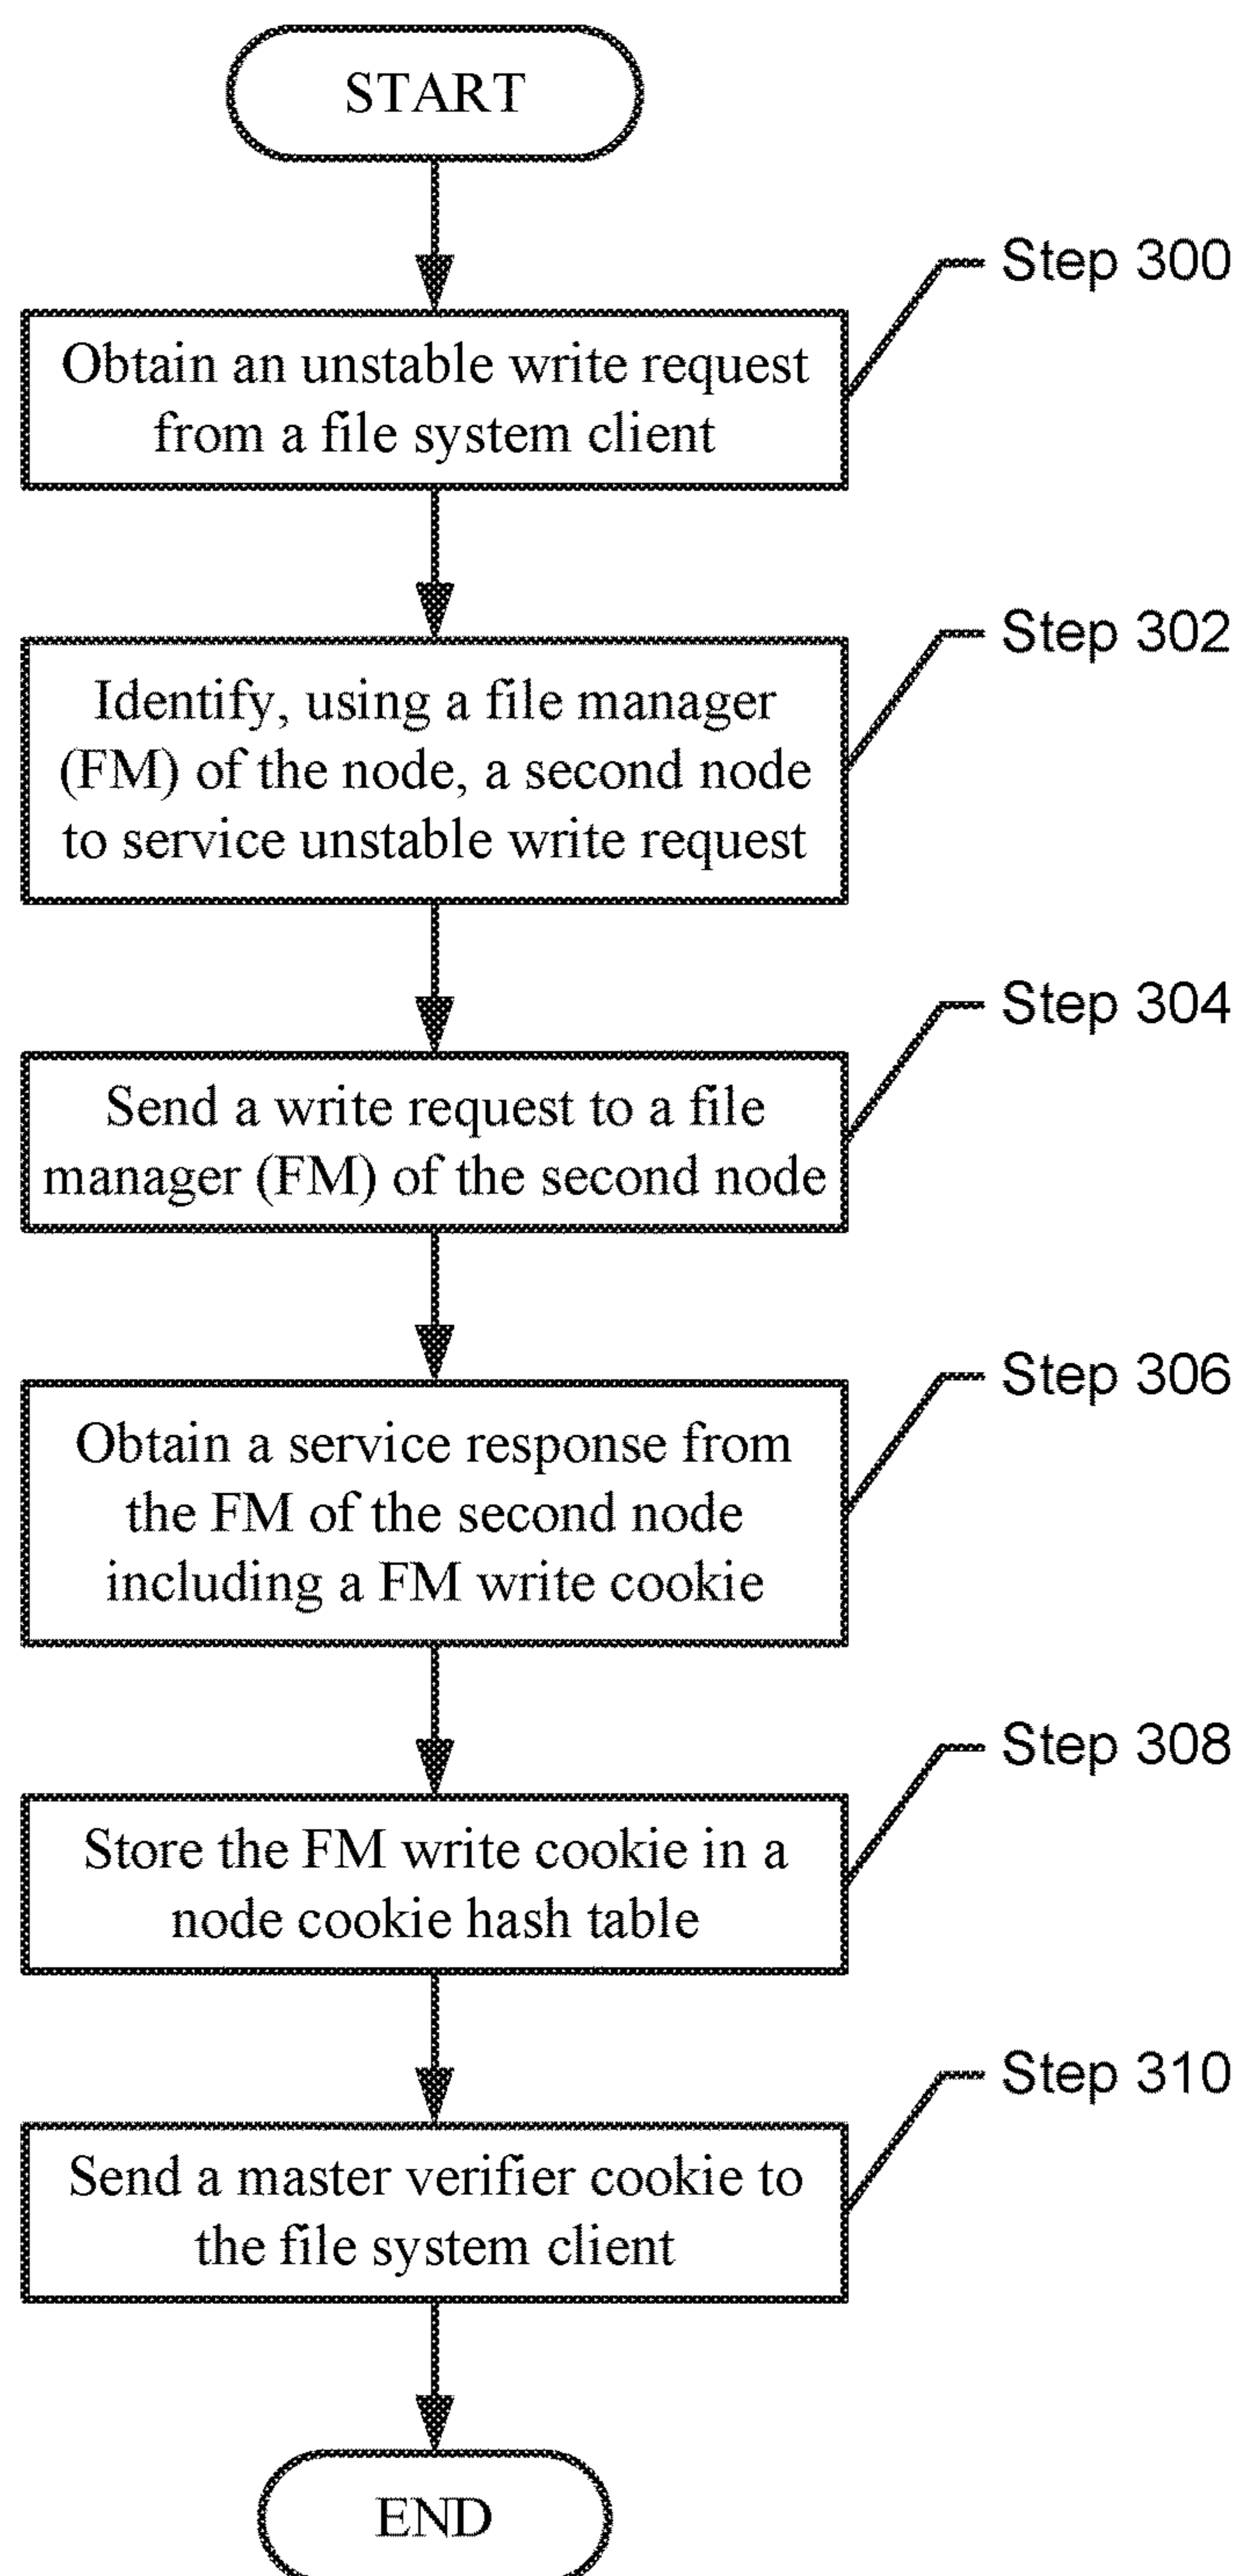 START
Step 300
Obtain an unstable write request
from a file system client
Step 302
Identify, using a file manager
(FM) of the node, a second node
to service unstable write request
Step 304
Send a write request to a file
manager (FM) of the second node
Step 306
Obtain a service response from
the FM of the second node
including a FM write cookie
Step 308
Store the FM write cookie in a
node cookie hash table
Step 310
Send a master verifier cookie to
the file system client
END